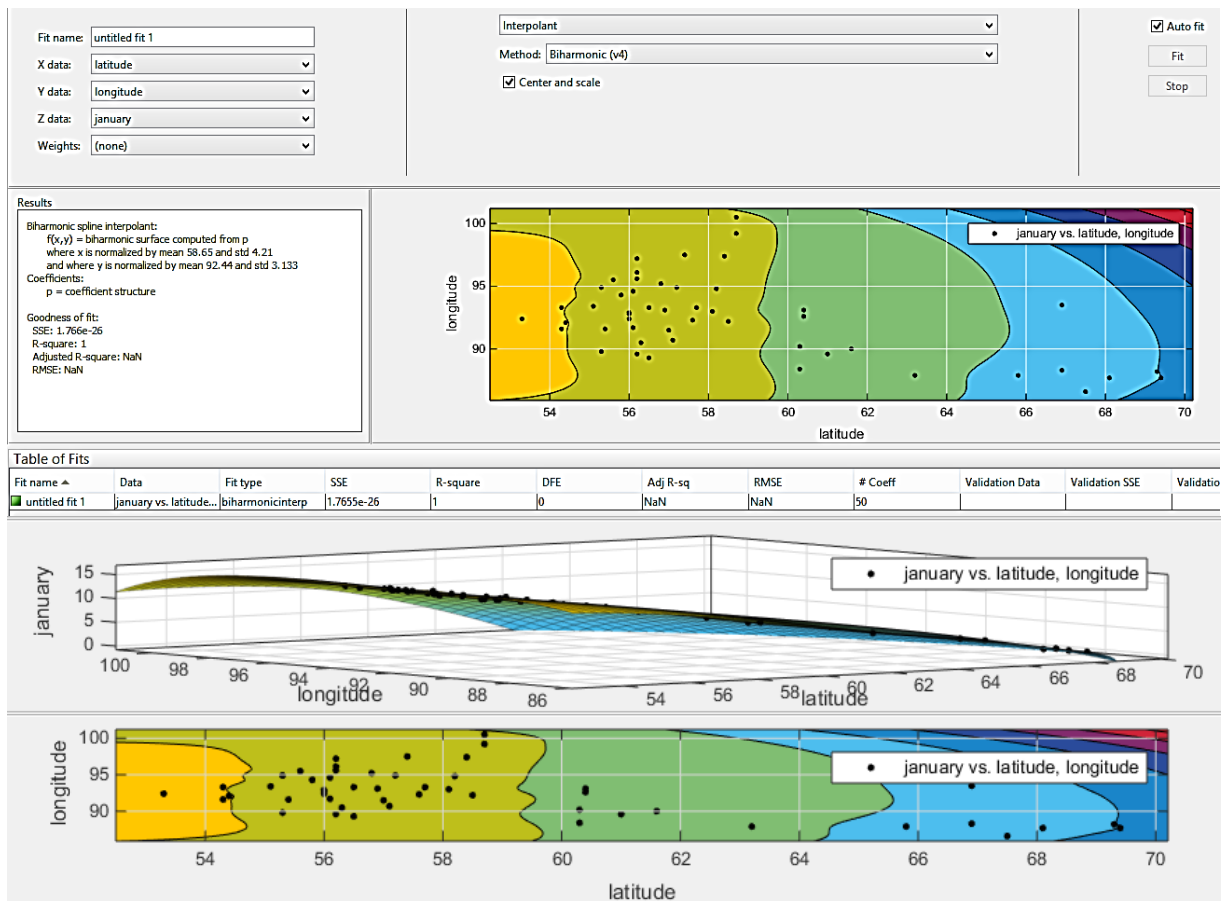 Fit name: untitled fit 1
X data: latitude
Y data: longitude
Z data: january
Weights: (none)
Interpolant
Method: Biharmonic (v4)
Center and scale
Auto fit
Fit
Stop
Results
Biharmonic spline interpolant:
f(x,y) = biharmonic surface computed from p
where x is normalized by mean 58.65 and std 4.21
and where y is normalized by mean 92.44 and std 3.133
Coefficients:
p = coefficient structure
Goodness of fit:
SSE: 1.766e-26
R-square: 1
Adjusted R-square: NaN
RMSE: NaN
100
95
90
longitude
january vs. latitude, longitude
54 56 58 60 62 64 66 68 70
latitude
Table of Fits
Fit name Data Fit type SSE R-square DFE Adj R-sq RMSE # Coeff Validation Data Validation SSE Validatio
untitled fit 1 january vs. latitude... biharmonicinterp 1.7655e-26 1 0 NaN NaN 50
january
15
10
5
0
january vs. latitude, longitude
100 98 96 94 92 90 88 86
longitude
54 56 58 60 62 64 66 68 70
latitude
100
95
90
longitude
january vs. latitude, longitude
54 56 58 60 62 64 66 68 70
latitude